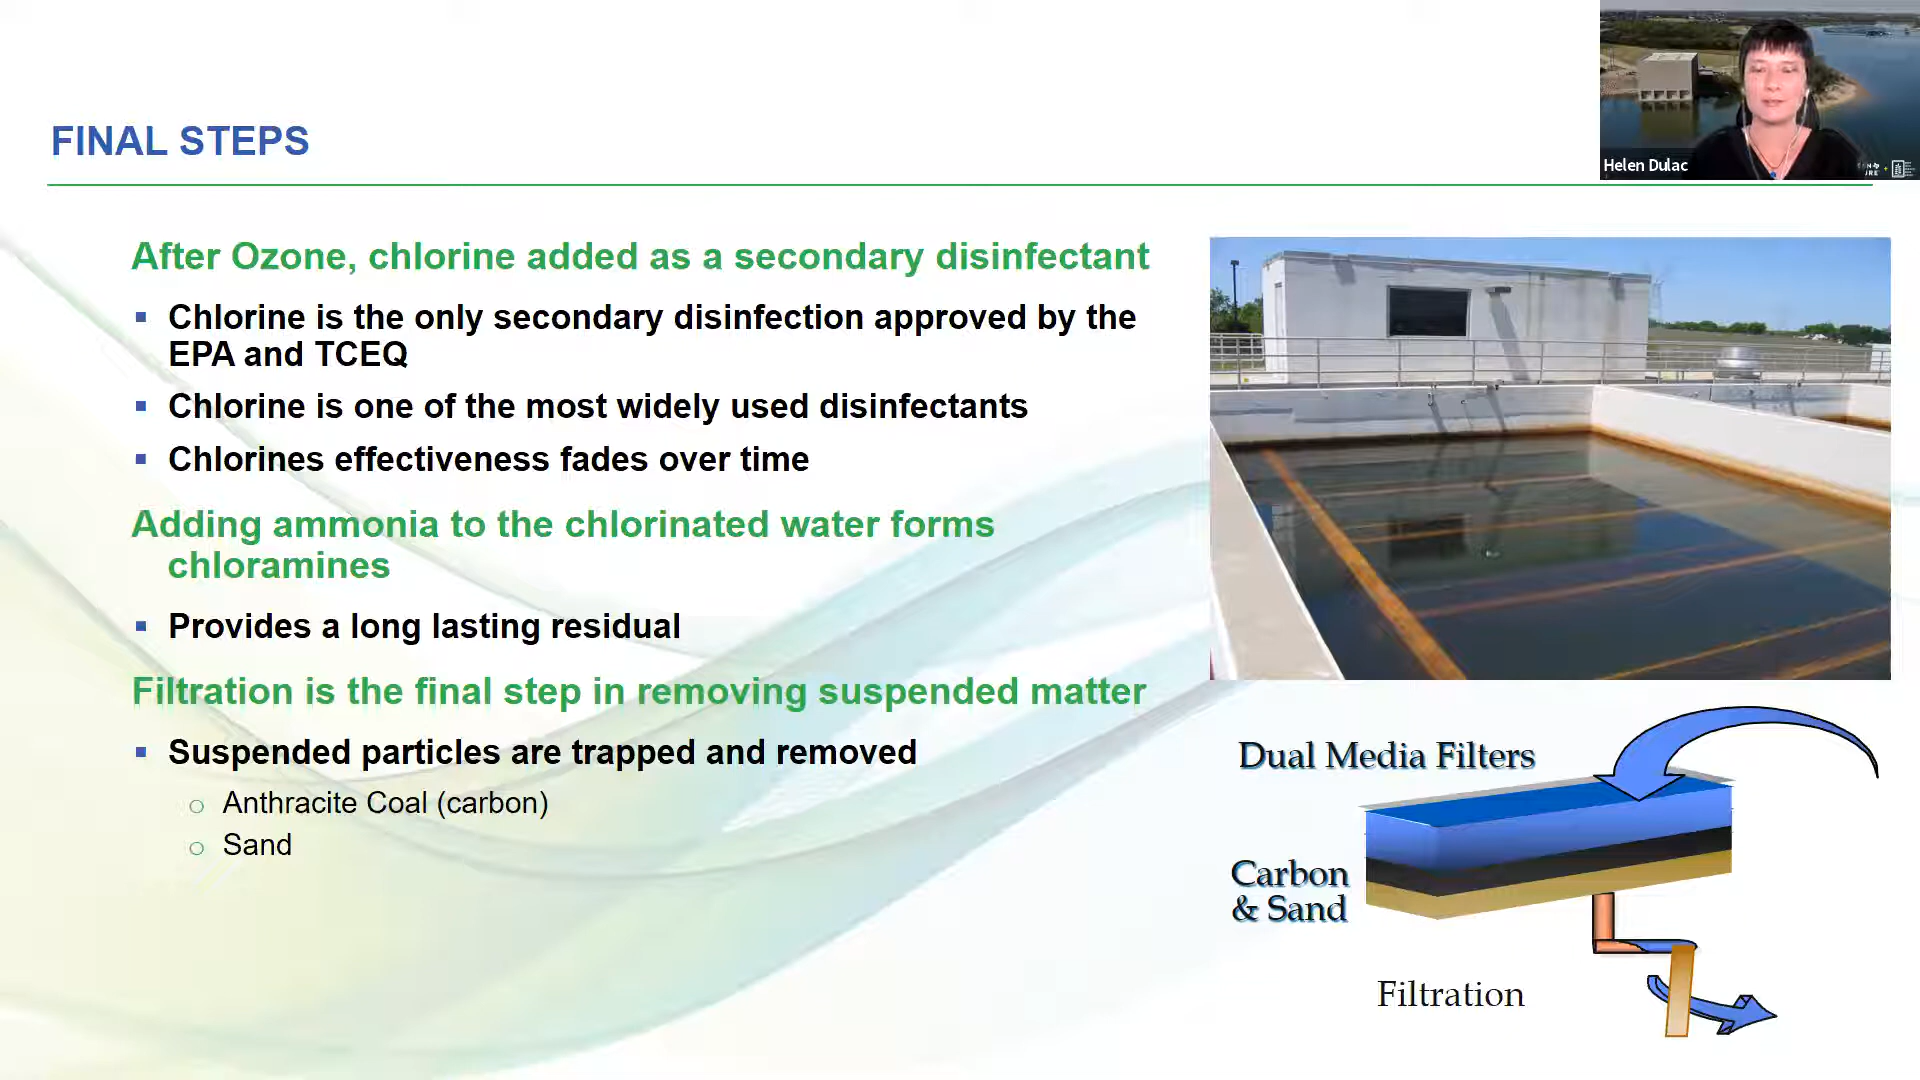 FINAL STEPS
Helen Dulac
After Ozone, chlorine added as a secondary disinfectant
Chlorine is the only secondary disinfection approved by the
EPA and TCEQ
Chlorine is one of the most widely used disinfectants
Chlorines effectiveness fades over time
Adding ammonia to the chlorinated water forms
chloramines
Provides a long lasting residual
Filtration is the final step in removing suspended matter
Suspended particles are trapped and removed
Anthracite Coal (carbon)
Sand
Dual Media Filters
Carbon
& Sand
Filtration